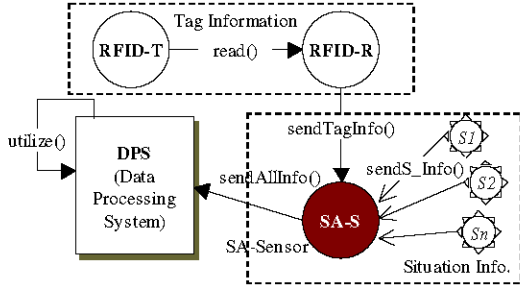 Tag Information
RFID-T
read()
RFID-R
sendTagInfo()
utilize()
DPS
(Data
Processing
System)
sendAllInfo()
sendS_Info()
S1
S2
Sn
SA-S
SA-Sensor
Situation Info.